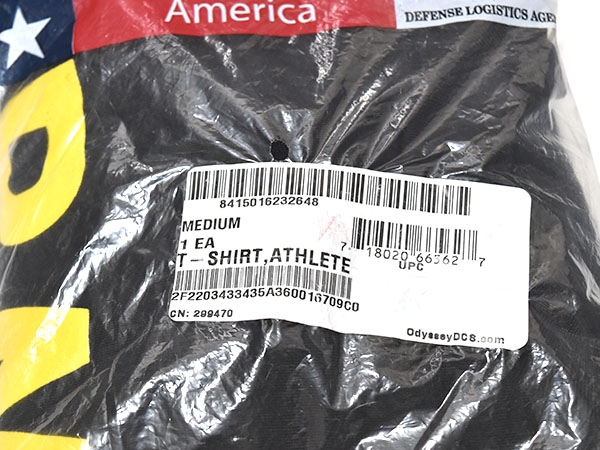 America
DEFENSE LOGISTICS AGE
8415016232648
MEDIUM
1 EA
T-SHIRT,ATHLETE
7 18020 66562 7
UPC
2F2203433435A360016709C0
CN: 299470
OdysseyDCS.com